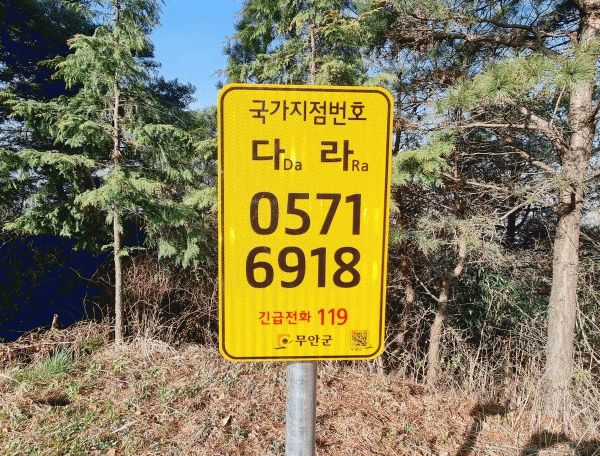 국가지점번호
다Da 라Ra
0571
6918
긴급전화 119
무안군